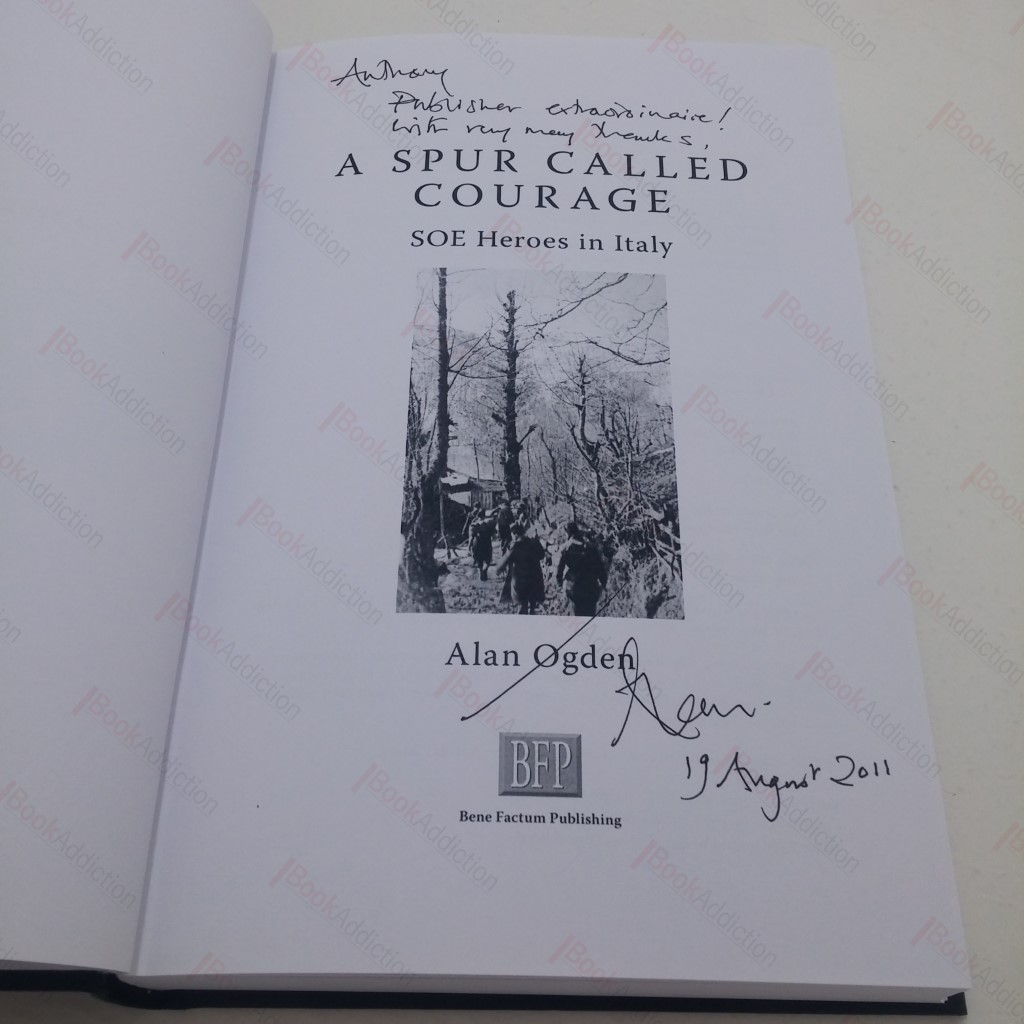 Anthony
Publisher extraordinaire!
with very many thanks,
A SPUR CALLED
COURAGE
SOE Heroes in Italy
Alan Ogden
Alan
BFP
19 August 2011
Bene Factum Publishing
BookAddiction